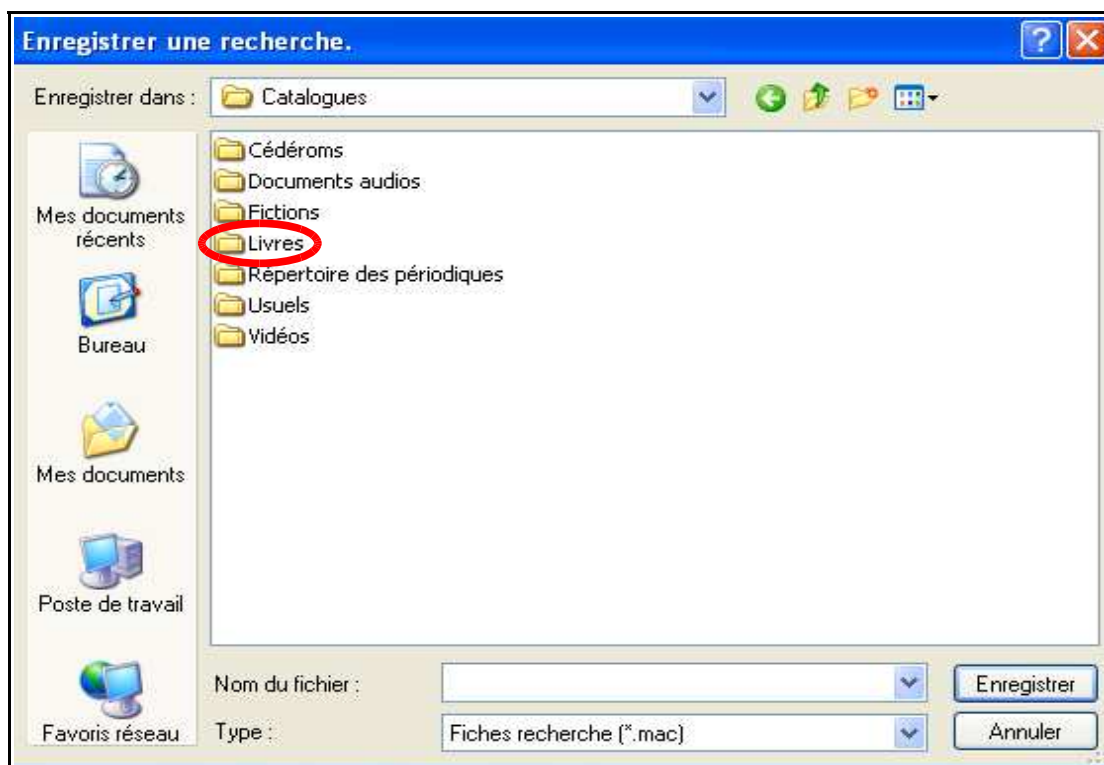 Enregistrer une recherche.
Enregistrer dans :
Catalogues
Mes documents
récents
Bureau
Mes documents
Poste de travail
Favoris réseau
Cédéroms
Documents audios
Fictions
Livres
Répertoire des périodiques
Usuels
Vidéos
Nom du fichier :
Enregistrer
Type :
Fiches recherche (*.mac)
Annuler